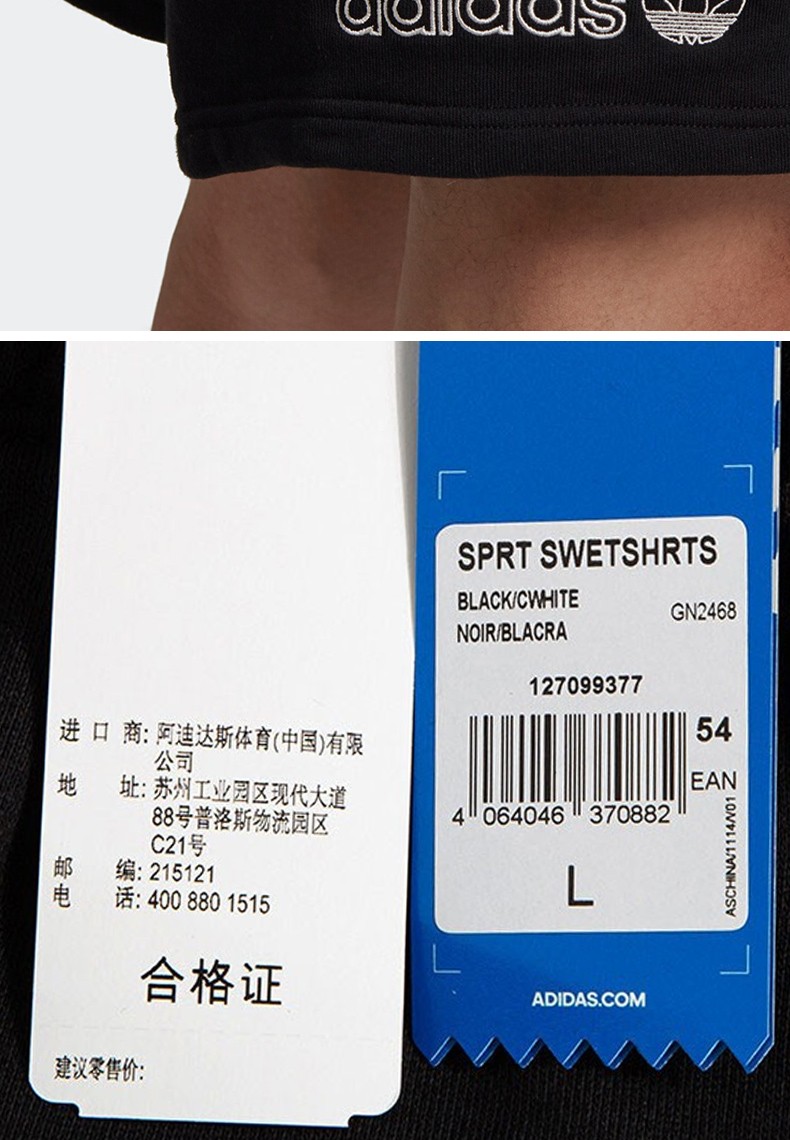 adidas
进 口 商: 阿迪达斯体育(中国)有限
公司
地 址: 苏州工业园区现代大道
88号普洛斯物流园区
C21号
邮 编: 215121
电 话: 400 880 1515
合格证
建议零售价:
SPRT SWETSHRTS
BLACK/CWHITE
GN2468
NOIR/BLACRA
127099377
54
EAN
4 064046 370882
L
ASCHINA/1114/V01
ADIDAS.COM